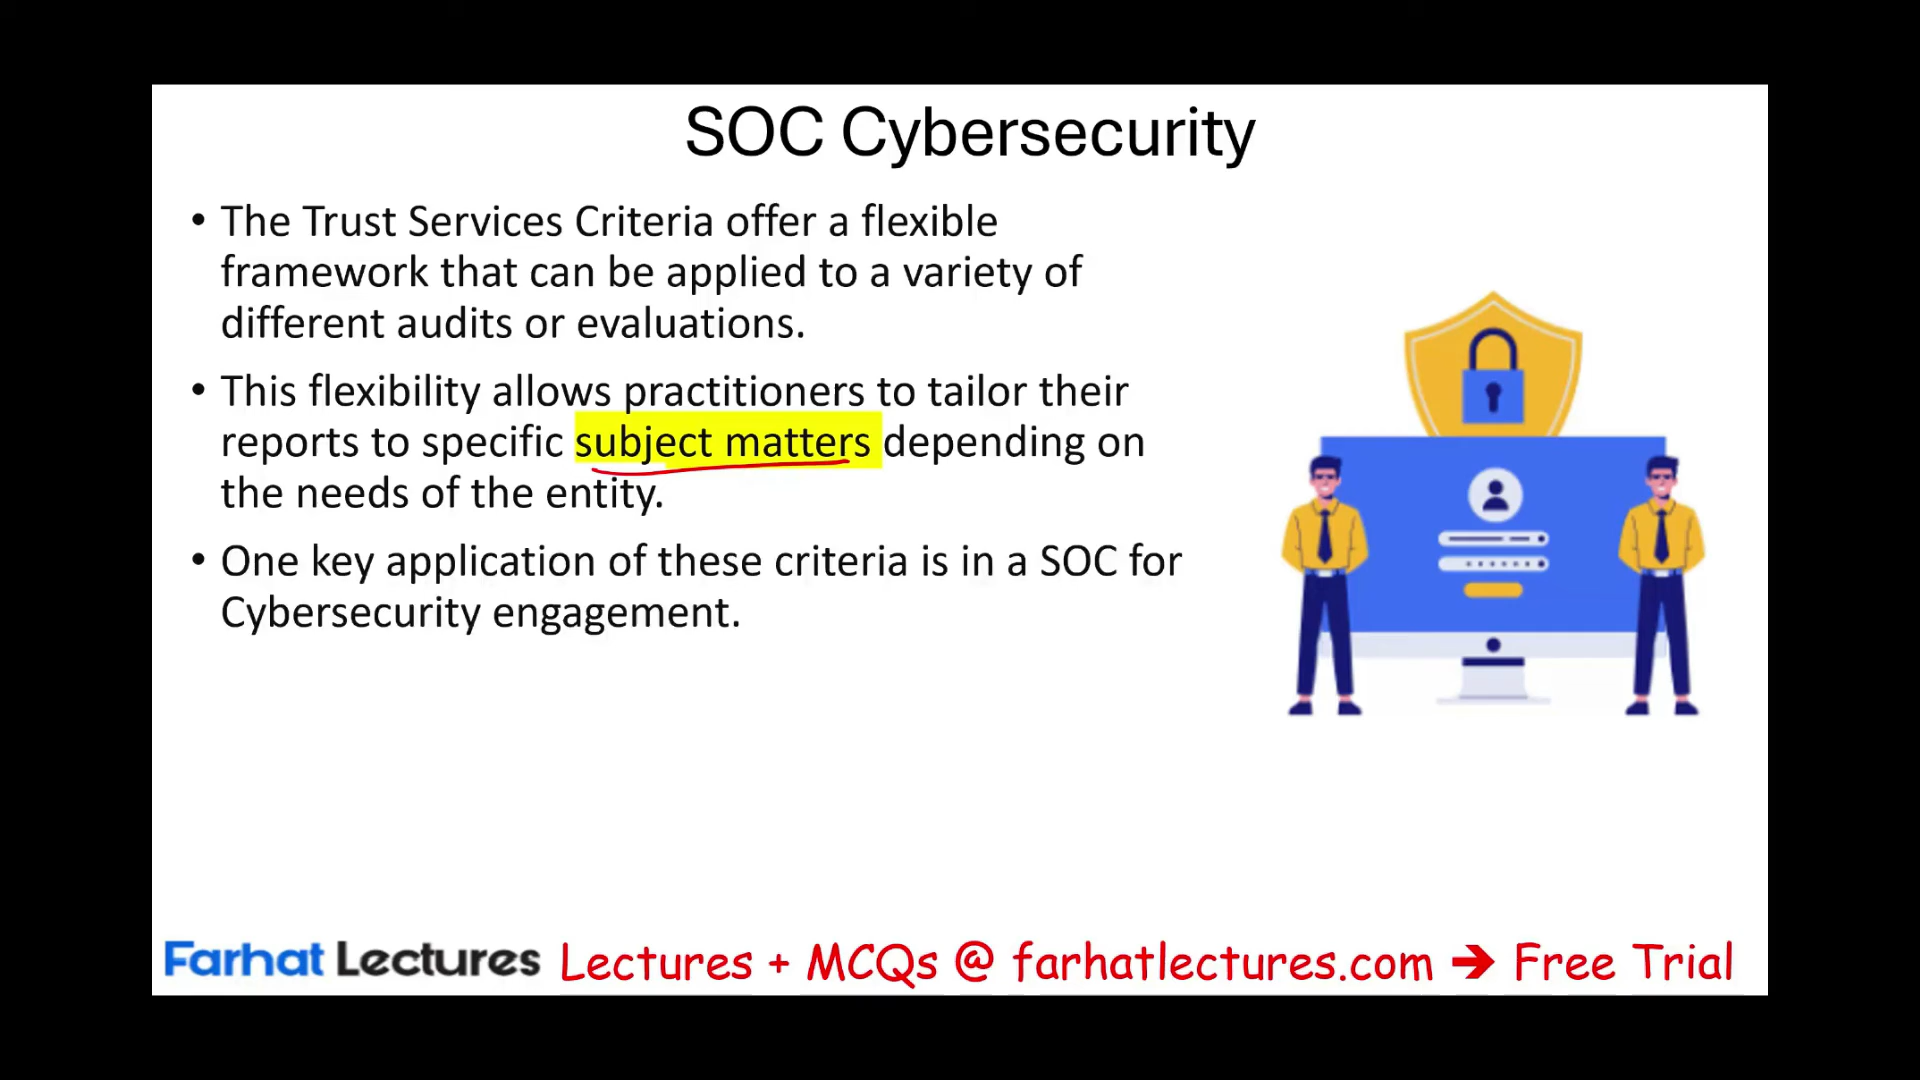 SOC Cybersecurity
• The Trust Services Criteria offer a flexible
framework that can be applied to a variety of
different audits or evaluations.
• This flexibility allows practitioners to tailor their
reports to specific subject matters depending on
the needs of the entity.
• One key application of these criteria is in a SOC for
Cybersecurity engagement.
Farhat Lectures Lectures + MCQs @ farhatlectures.com ➔ Free Trial